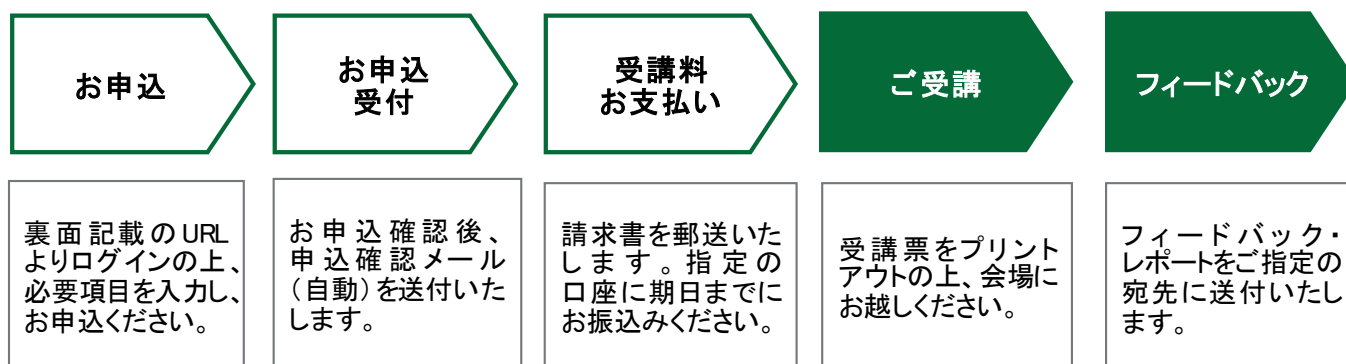 お申込
お申込
受付
受講料
お支払い
ご受講
フィードバック
裏面記載のURL
よりログインの上、
必要項目を入力し、
お申込ください。
お申込確認後、
申込確認メール
（自動）を送付いた
します。
請求書を郵送いた
します。指定の
口座に期日までに
お振込みください。
受講票をプリント
アウトの上、会場に
お越しください。
フィードバック・
レポートをご指定の
宛先に送付いたし
ます。